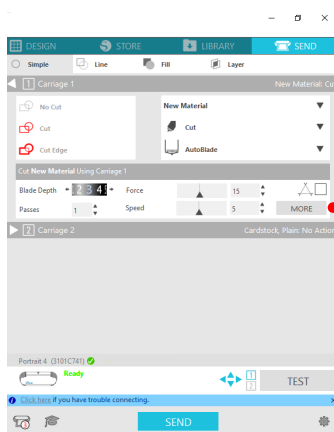 DESIGN STORE LIBRARY SEND
Simple Line Fill Layer
1 Carriage 1 New Material: Cu
No Cut New Material
Cut Cut
Cut Edge AutoBlade
Cut New Material Using Carriage 1
Blade Depth 2 3 4 Force 15
Passes 1 Speed 5 MORE
2 Carriage 2 Cardstock, Plain: No Action
Portrait 4 (3101C741)
Ready
1
2
TEST
Click here if you have trouble connecting.
SEND